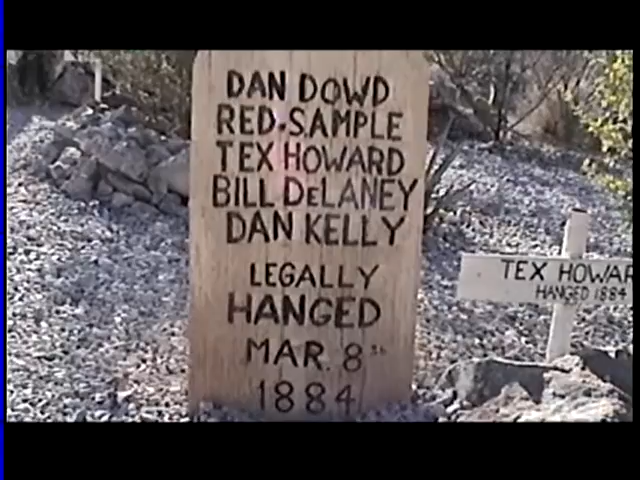 DAN DOWD
RED. SAMPLE
TEX HOWARD
BILL DeLANEY
DAN KELLY
LEGALLY
HANGED
MAR. 8TH
1884
TEX HOWAR
HANGED 1884